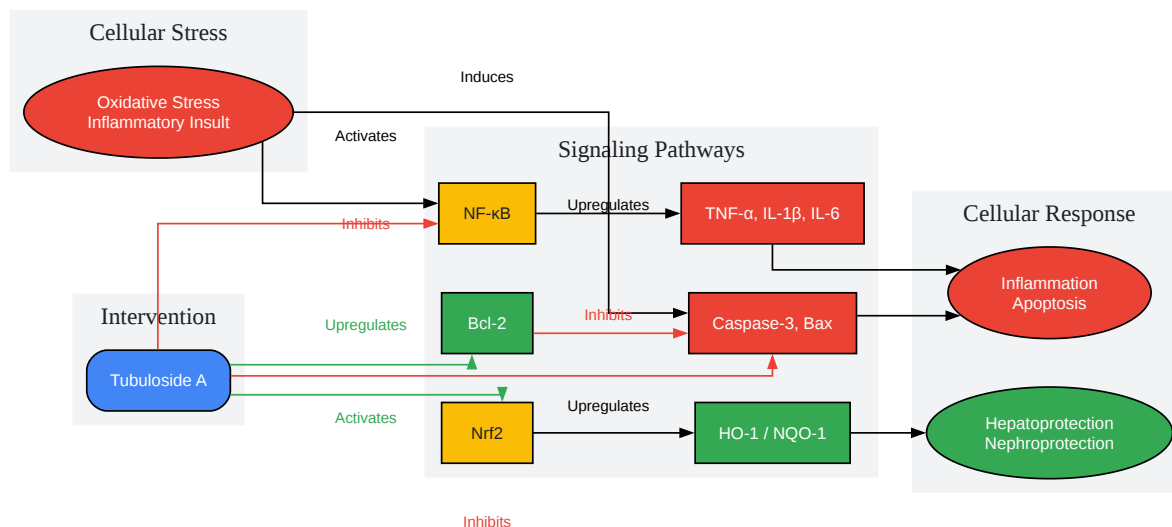 Cellular Stress
Oxidative Stress
Inflammatory Insult
Induces
Activates
Signaling Pathways
NF-κB
Upregulates
TNF-α, IL-1β, IL-6
Inhibits
Cellular Response
Inflammation
Apoptosis
Intervention
Tubuloside A
Upregulates
Bcl-2
Inhibits
Caspase-3, Bax
Activates
Nrf2
Upregulates
HO-1 / NQO-1
Hepatoprotection
Nephroprotection
Inhibits